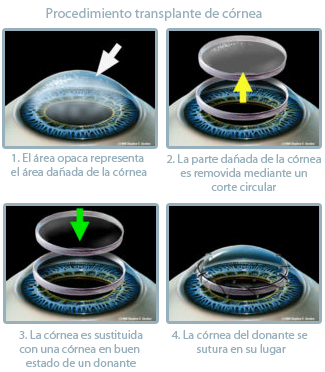 Procedimiento transplante de córnea
1. El área opaca representa
el área dañada de la córnea
2. La parte dañada de la córnea
es removida mediante un
corte circular
3. La córnea es sustituida
con una córnea en buen
estado de un donante
4. La córnea del donante se
sutura en su lugar